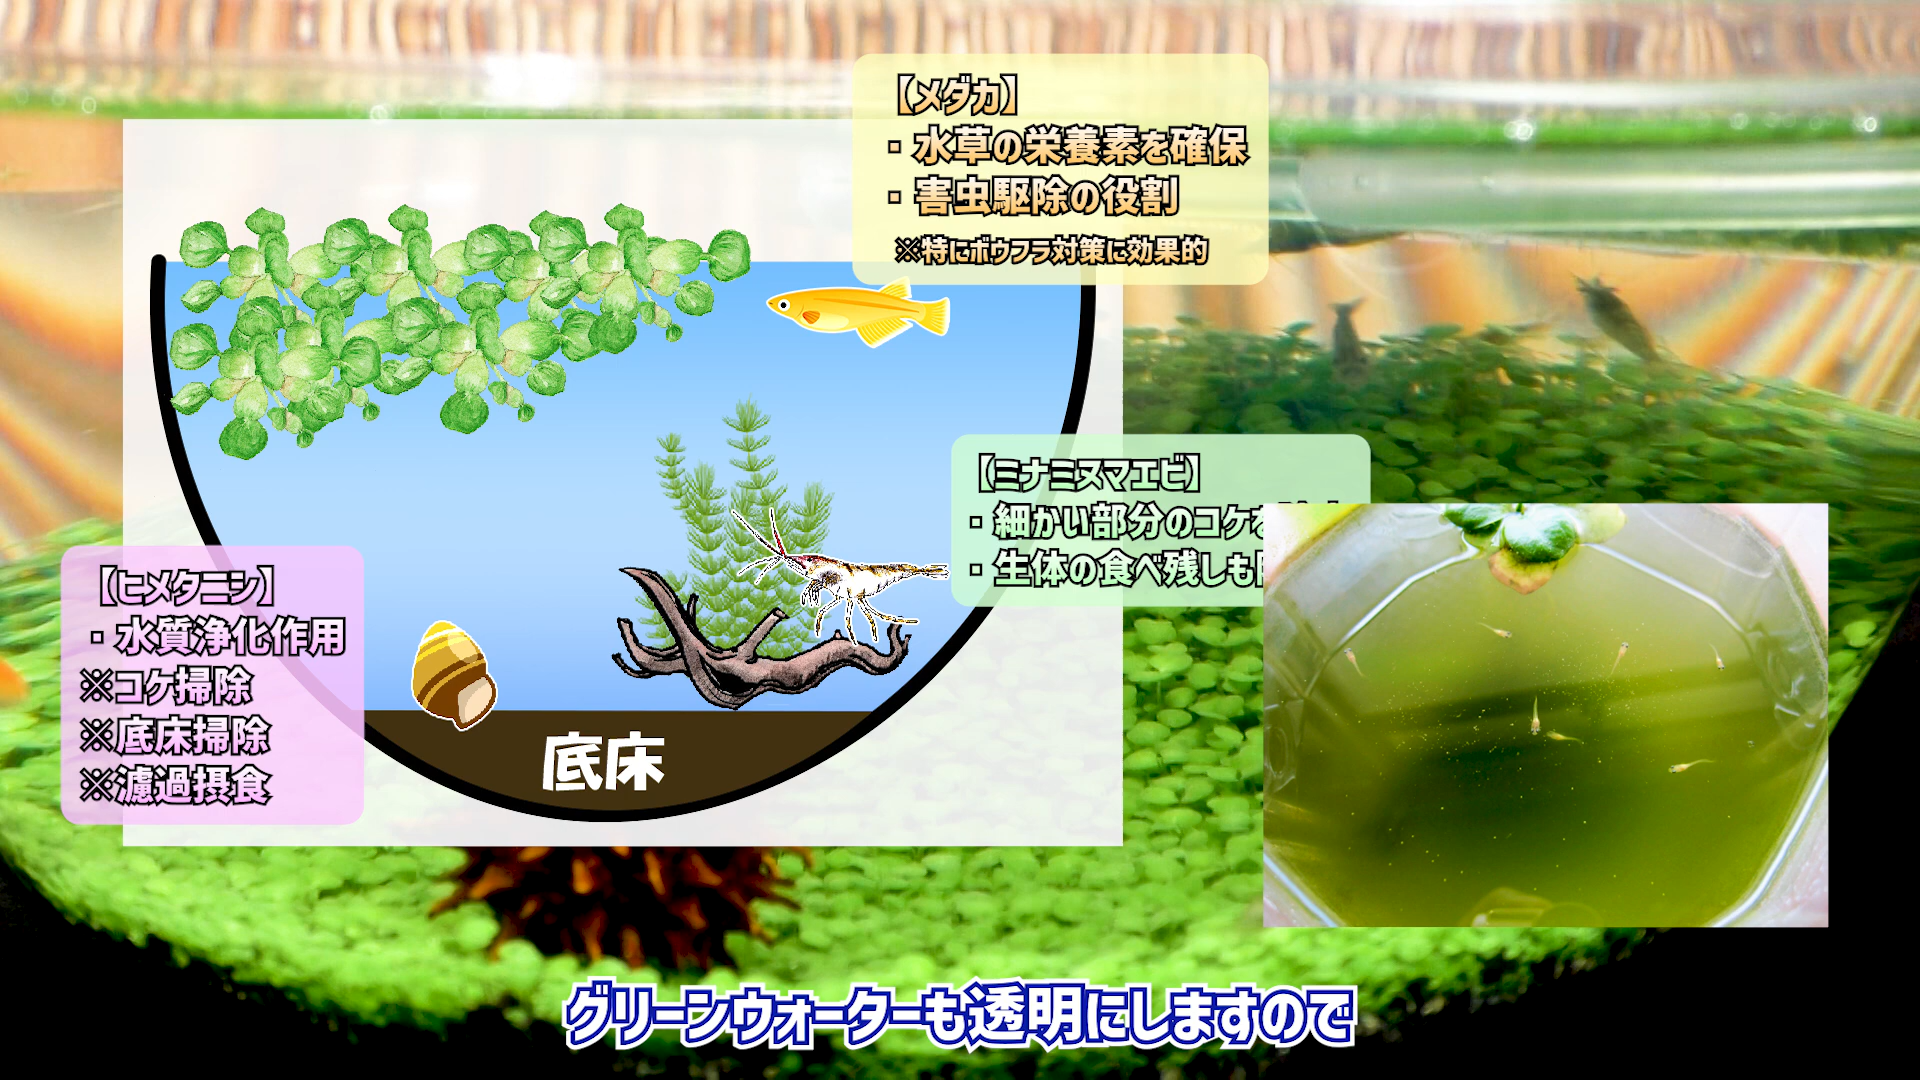 【メダカ】
・水草の栄養素を確保
・害虫駆除の役割
※特にボウフラ対策に効果的
【ミナミヌマエビ】
・細かい部分のコケ
・生体の食べ残しも
【ヒメタニシ】
・水質浄化作用
※コケ掃除
※底床掃除
※濾過摂食
底床
グリーンウォーターも透明にしますので